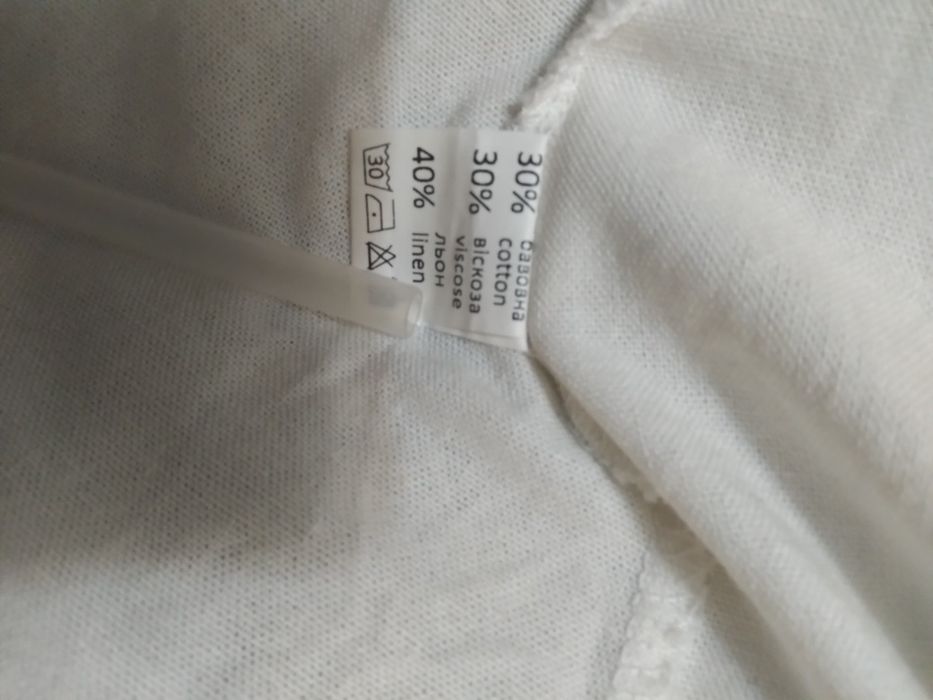 30% бавовна
cotton
30% віскоза
viscose
льон
40% linen
30